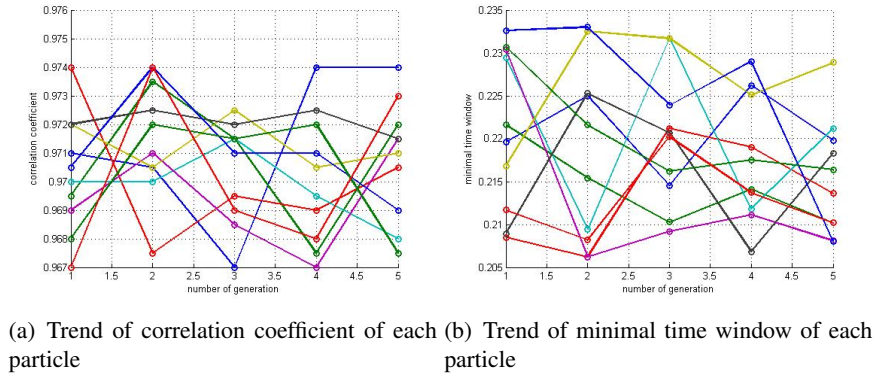 0.976
0.975
0.974
0.973
0.972
0.971
0.97
0.969
0.968
0.967
correlation coefficient
1 1.5 2 2.5 3 3.5 4 4.5 5
number of generation
0.235
0.23
0.225
0.22
0.215
0.21
0.205
minimal time window
1 1.5 2 2.5 3 3.5 4 4.5 5
number of generation
(a) Trend of correlation coefficient of each
particle
(b) Trend of minimal time window of each
particle